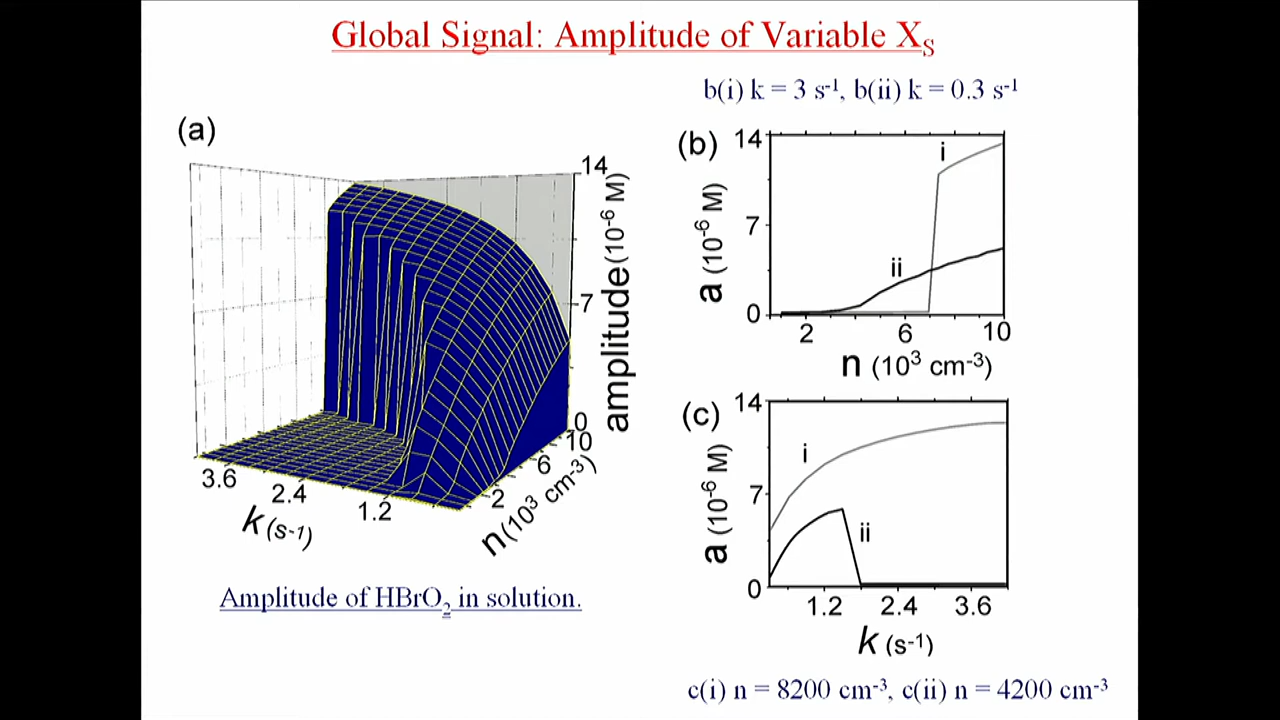 Global Signal: Amplitude of Variable XS
b(i) k = 3 s-1, b(ii) k = 0.3 s-1
(a)
14
7
0
amplitude (10-6 M)
3.6
2.4
1.2
k (s-1)
2
6
10
n (103 cm-3)
Amplitude of HBrO2 in solution.
(b)
14
7
0
a (10-6 M)
i
ii
2 6 10
n (103 cm-3)
(c)
14
7
0
a (10-6 M)
i
ii
1.2 2.4 3.6
k (s-1)
c(i) n = 8200 cm-3, c(ii) n = 4200 cm-3